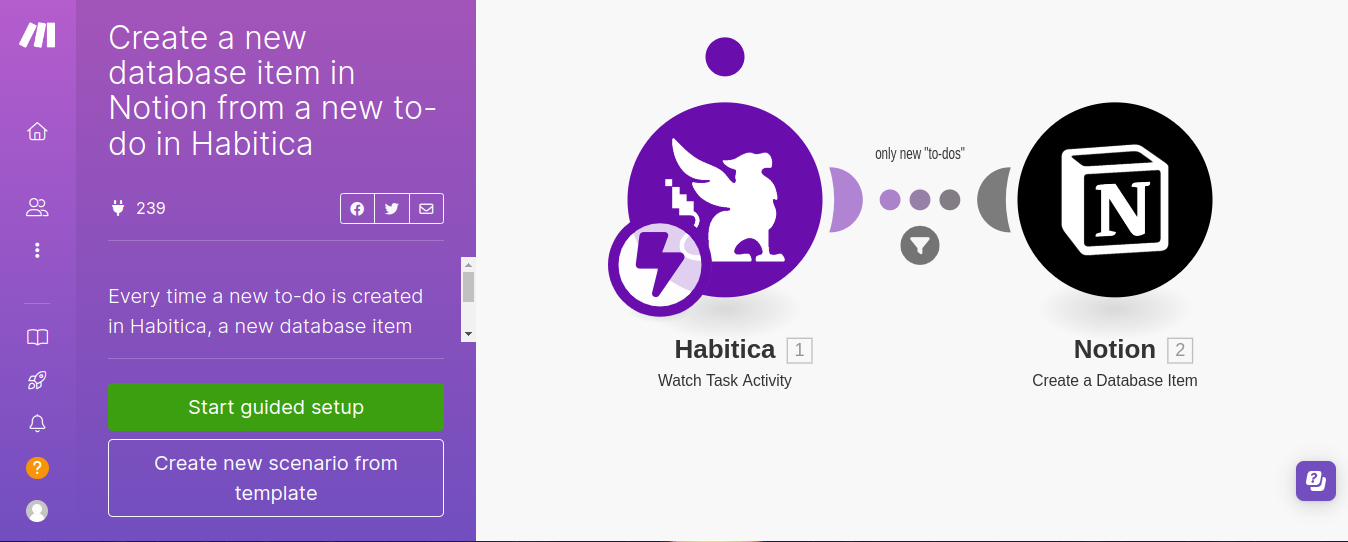 Create a new
database item in
Notion from a new to-
do in Habitica
239
Every time a new to-do is created
in Habitica, a new database item
Start guided setup
Create new scenario from
template
?
only new "to-dos"
N
Habitica 1
Watch Task Activity
Notion 2
Create a Database Item
?